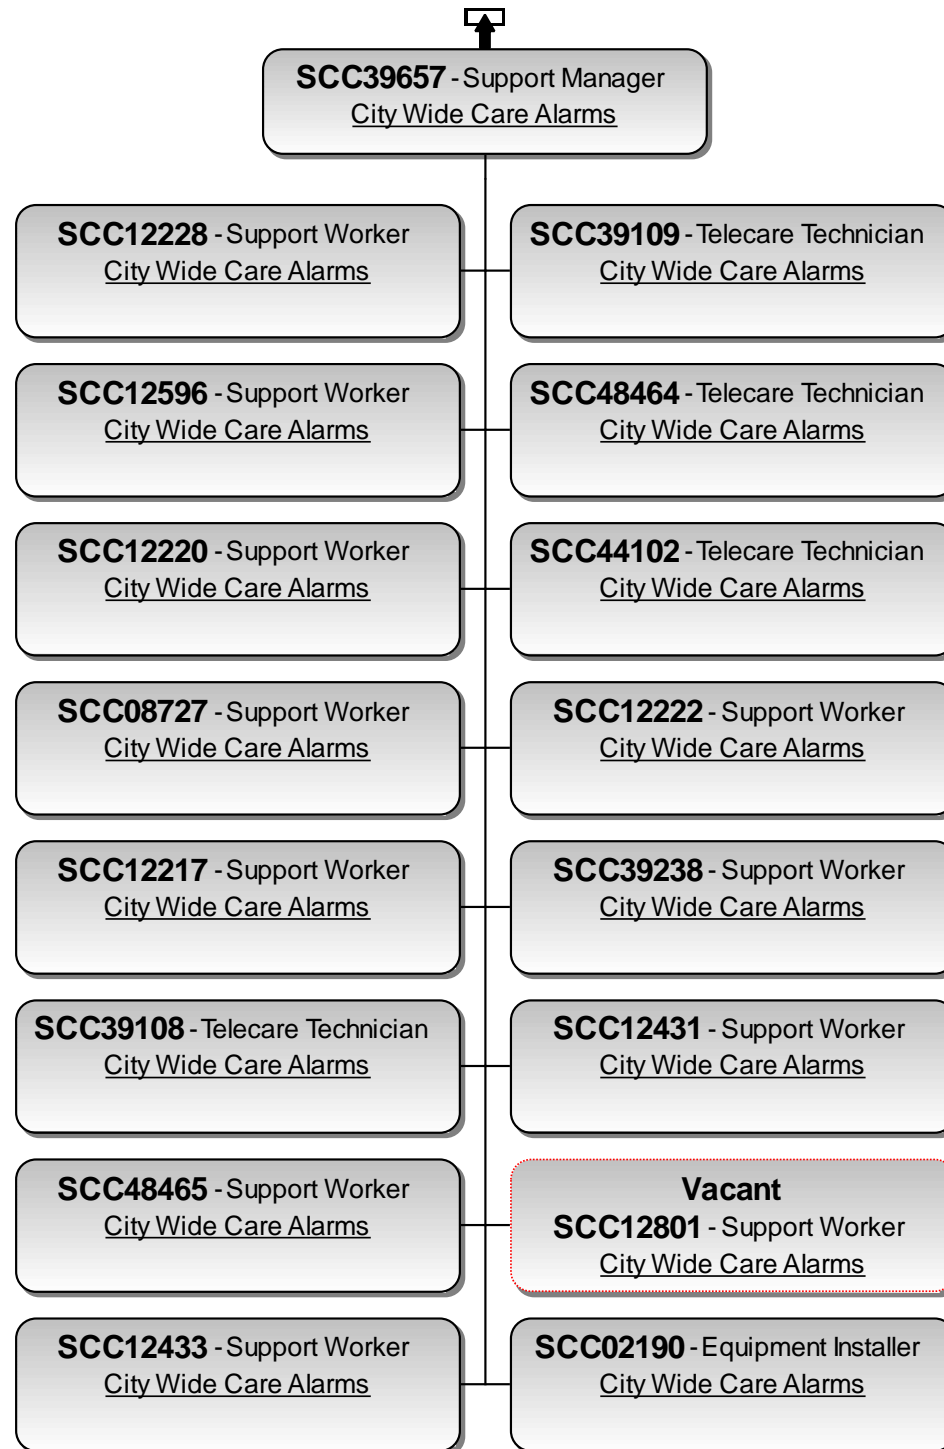 SCC39657 - Support Manager
City Wide Care Alarms
SCC12228 - Support Worker
City Wide Care Alarms
SCC39109 - Telecare Technician
City Wide Care Alarms
SCC12596 - Support Worker
City Wide Care Alarms
SCC48464 - Telecare Technician
City Wide Care Alarms
SCC12220 - Support Worker
City Wide Care Alarms
SCC44102 - Telecare Technician
City Wide Care Alarms
SCC08727 - Support Worker
City Wide Care Alarms
SCC12222 - Support Worker
City Wide Care Alarms
SCC12217 - Support Worker
City Wide Care Alarms
SCC39238 - Support Worker
City Wide Care Alarms
SCC39108 - Telecare Technician
City Wide Care Alarms
SCC12431 - Support Worker
City Wide Care Alarms
SCC48465 - Support Worker
City Wide Care Alarms
Vacant
SCC12801 - Support Worker
City Wide Care Alarms
SCC12433 - Support Worker
City Wide Care Alarms
SCC02190 - Equipment Installer
City Wide Care Alarms